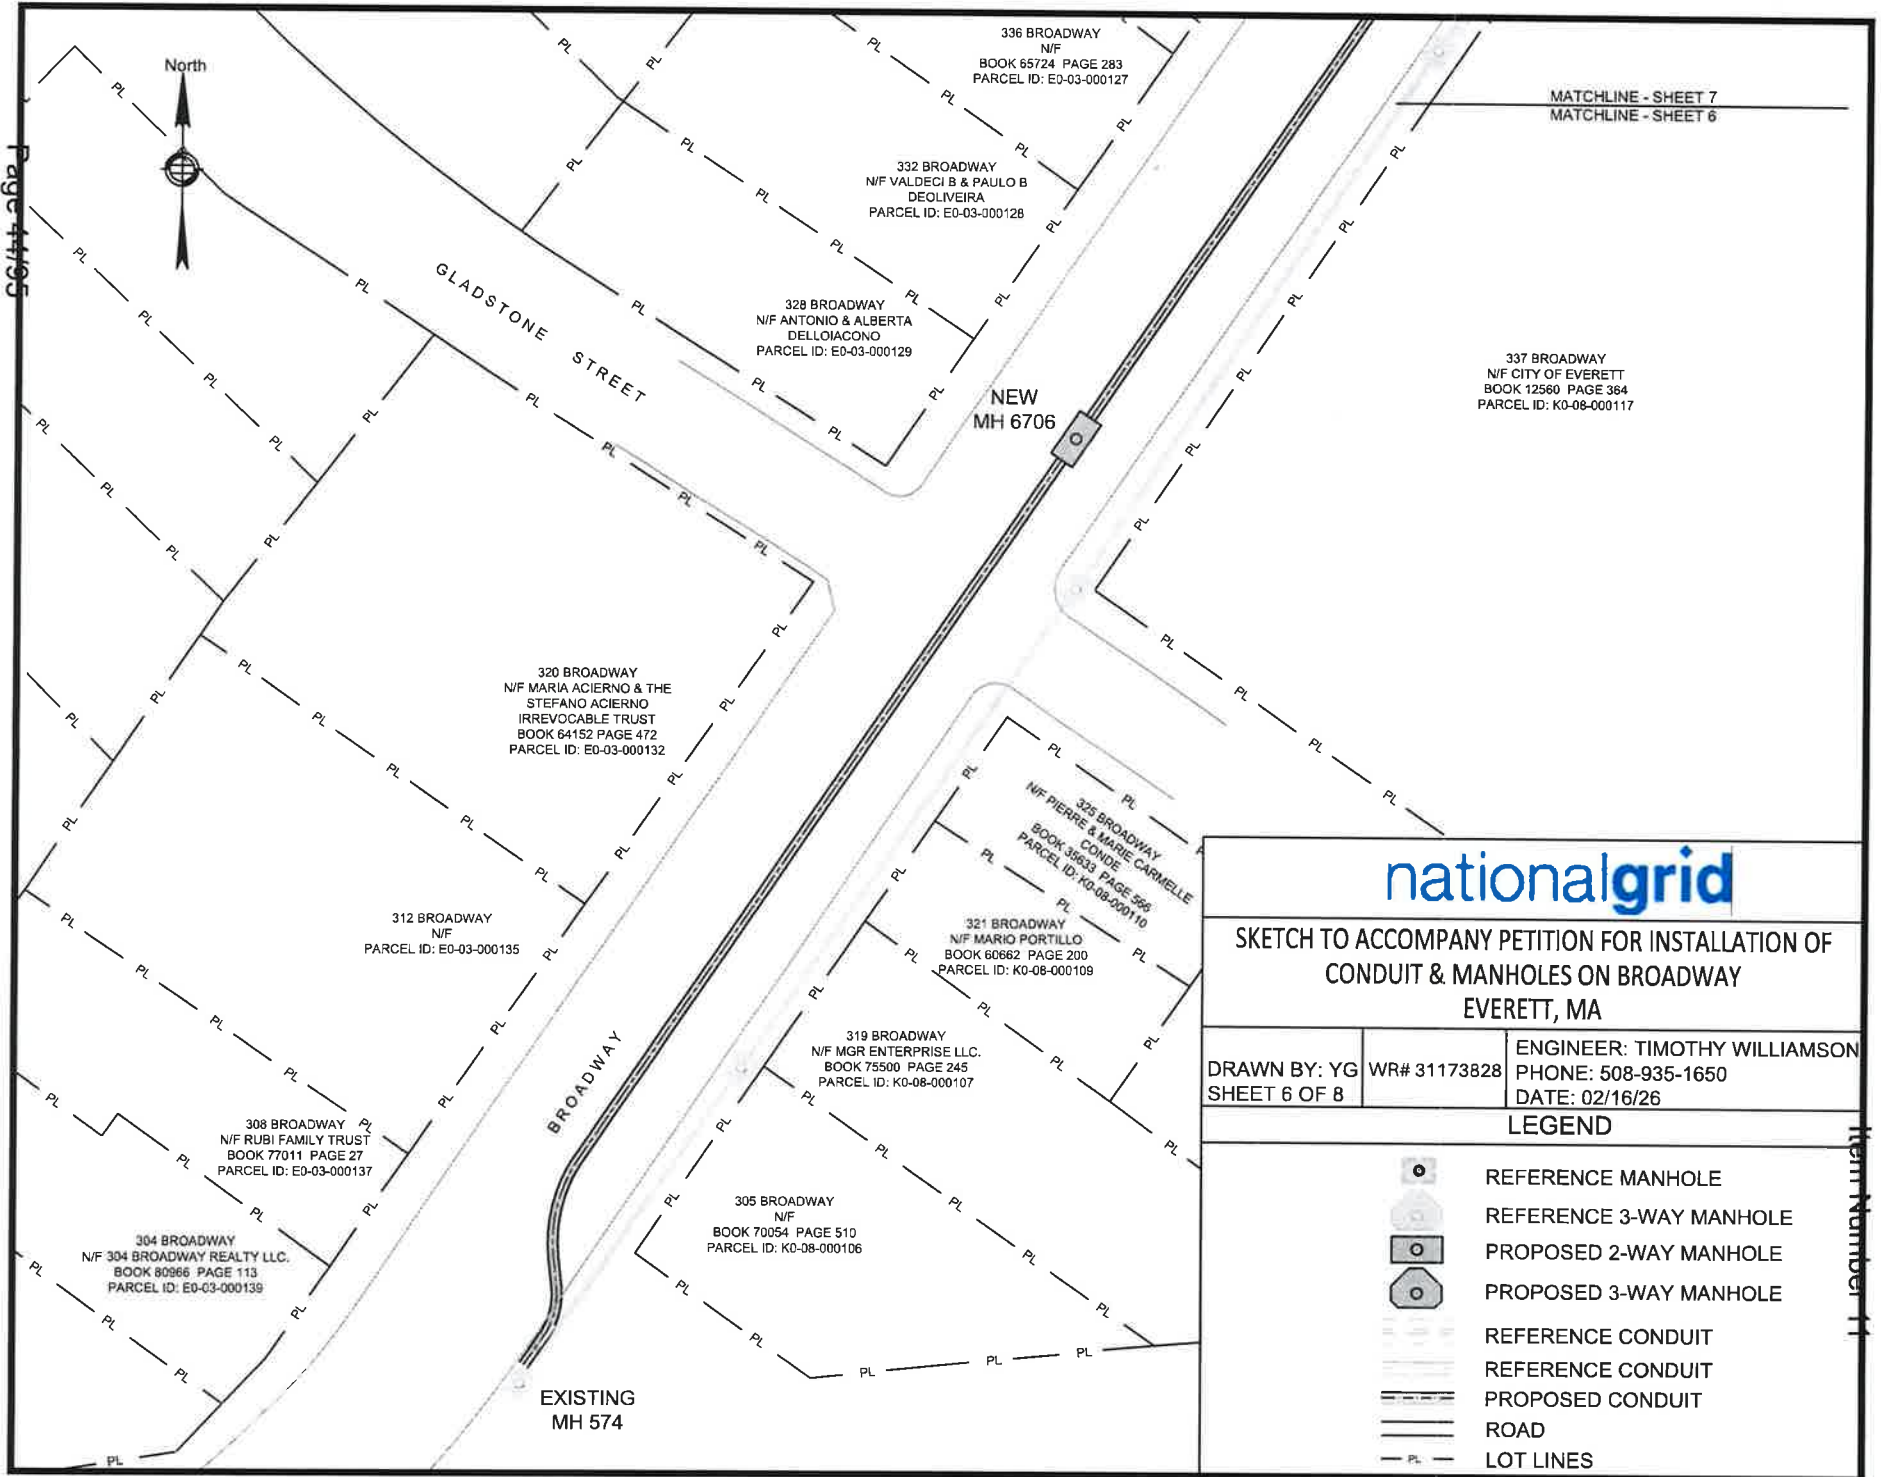 North
Page 44/95
336 BROADWAY
N/F
BOOK 65724 PAGE 283
PARCEL ID: E0-03-000127
MATCHLINE - SHEET 7
MATCHLINE - SHEET 6
332 BROADWAY
N/F VALDECI B & PAULO B
DEOLIVEIRA
PARCEL ID: E0-03-000128
GLADSTONE STREET
328 BROADWAY
N/F ANTONIO & ALBERTA
DELLOIACONO
PARCEL ID: E0-03-000129
NEW
MH 6706
337 BROADWAY
N/F CITY OF EVERETT
BOOK 12560 PAGE 364
PARCEL ID: K0-08-000117
320 BROADWAY
N/F MARIA ACIERNO & THE
STEFANO ACIERNO
IRREVOCABLE TRUST
BOOK 64152 PAGE 472
PARCEL ID: E0-03-000132
325 BROADWAY
N/F PIERRE & MARIE CARMELLE
CONDE
BOOK 35633 PAGE 566
PARCEL ID: K0-08-000110
312 BROADWAY
N/F
PARCEL ID: E0-03-000135
321 BROADWAY
N/F MARIO PORTILLO
BOOK 60662 PAGE 200
PARCEL ID: K0-08-000109
BROADWAY
319 BROADWAY
N/F MGR ENTERPRISE LLC.
BOOK 75500 PAGE 245
PARCEL ID: K0-08-000107
308 BROADWAY
N/F RUBI FAMILY TRUST
BOOK 77011 PAGE 27
PARCEL ID: E0-03-000137
305 BROADWAY
N/F
BOOK 70054 PAGE 510
PARCEL ID: K0-08-000106
304 BROADWAY
N/F 304 BROADWAY REALTY LLC.
BOOK 80966 PAGE 113
PARCEL ID: E0-03-000139
EXISTING
MH 574
nationalgrid
SKETCH TO ACCOMPANY PETITION FOR INSTALLATION OF
CONDUIT & MANHOLES ON BROADWAY
EVERETT, MA
DRAWN BY: YG
SHEET 6 OF 8
WR# 31173828
ENGINEER: TIMOTHY WILLIAMSON
PHONE: 508-935-1650
DATE: 02/16/26
LEGEND
REFERENCE MANHOLE
REFERENCE 3-WAY MANHOLE
PROPOSED 2-WAY MANHOLE
PROPOSED 3-WAY MANHOLE
REFERENCE CONDUIT
REFERENCE CONDUIT
PROPOSED CONDUIT
ROAD
PL LOT LINES
Item Number 11